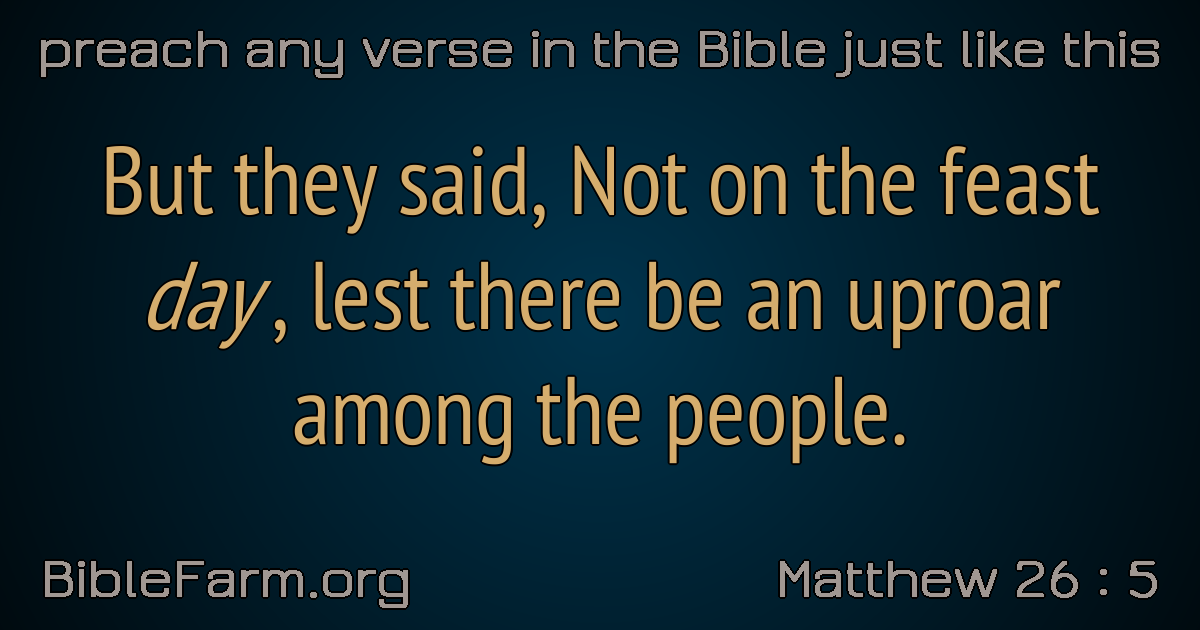 preach any verse in the Bible just like this
But they said, Not on the feast
day, lest there be an uproar
among the people.
BibleFarm.org
Matthew 26 : 5